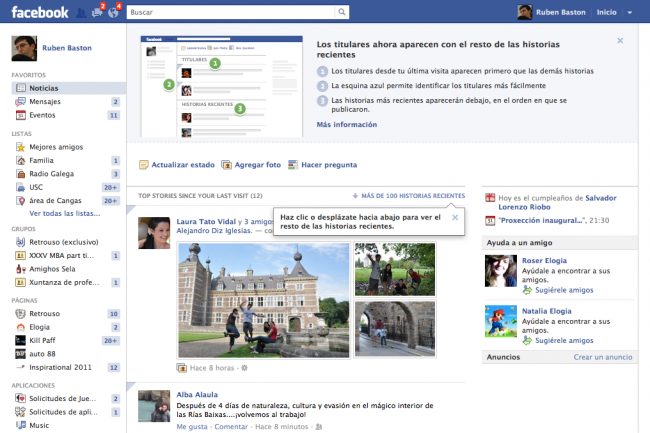 facebook
2
4
Buscar
Ruben Baston
Inicio
Ruben Baston
FAVORITOS
Noticias
Mensajes 2
Eventos 11
LISTAS
Mejores amigos
Familia 1
Radio Galega 3
USC 20+
área de Cangas 20+
Ver todas las listas...
GRUPOS
Retrouso (exclusivo)
XXXV MBA part ti... 1
Amighos Sela
Xuntanza de profe... 1
PÁGINAS
Retrouso 10
Elogia 2
Kill Paff 20+
auto 88
Inspirational 2011 12
APLICACIONES
Solicitudes de Jue... 2
Solicitudes de apli... 1
Music 1
TITULARES
1
2
HISTORIAS RECIENTES
3
Los titulares ahora aparecen con el resto de las historias
recientes
1 Los titulares desde tu última visita aparecen primero que las demás historias
2 La esquina azul permite identificar los titulares más fácilmente
3 Las historias más recientes aparecerán debajo, en el orden en que se
publicaron.
Más información
Actualizar estado
Agregar foto
Hacer pregunta
TOP STORIES SINCE YOUR LAST VISIT (12)
MÁS DE 100 HISTORIAS RECIENTES
Haz clic o desplázate hacia abajo para ver el
resto de las historias recientes.
Laura Tato Vidal y 3 amigos
Alejandro Diz Iglesias. — co
Hace 8 horas ·
Alba Alaula
Después de 4 días de naturaleza, cultura y evasión en el mágico interior de
las Rías Baixas.....¡volvemos al trabajo!
Me gusta · Comentar · Hace 8 minutos ·
Hoy es el cumpleaños de Salvador
Lorenzo Riobo
"Proxección inaugural...", 21:30
Ayuda a un amigo
Roser Elogia
Ayúdale a encontrar a sus
amigos.
Sugiérele amigos
Natalia Elogia
Ayúdale a encontrar a sus
amigos.
Sugiérele amigos
Anuncios
Crear un anuncio